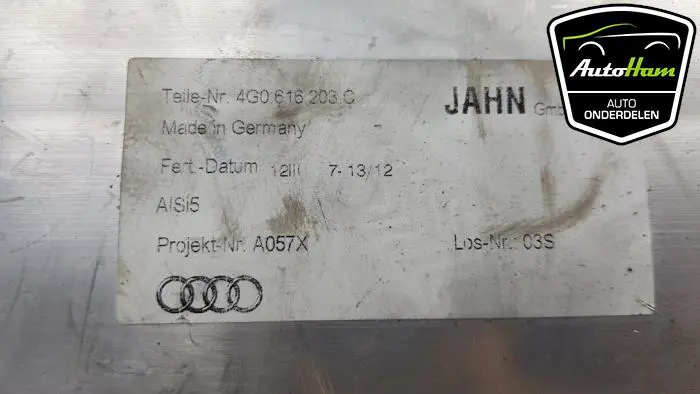 Teile-Nr. 4G0.616.203.C
JAHN Gmb
Made in Germany
Fert.-Datum 7-13/12
AlSi5
Projekt-Nr. A057X
Los-Nr.: 03S
AutoHam
AUTO
ONDERDELEN